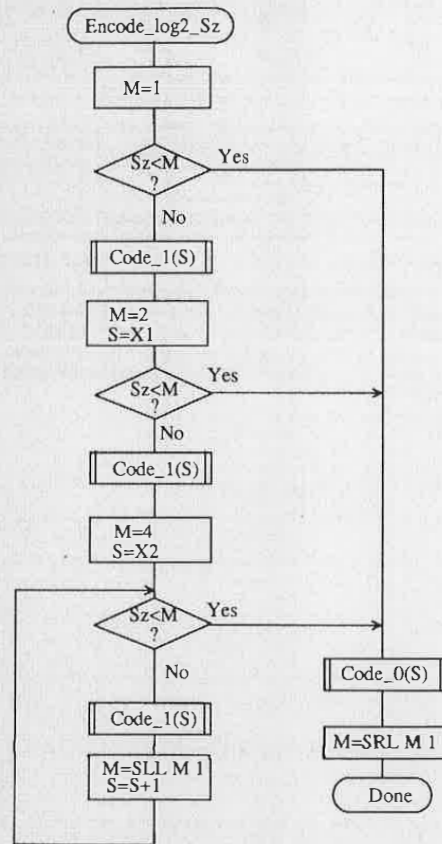 Encode_log2_Sz
M=1
Sz<M
?
Yes
No
Code_1(S)
M=2
S=X1
Sz<M
?
Yes
No
Code_1(S)
M=4
S=X2
Sz<M
?
Yes
No
Code_1(S)
M=SLL M 1
S=S+1
Code_0(S)
M=SRL M 1
Done